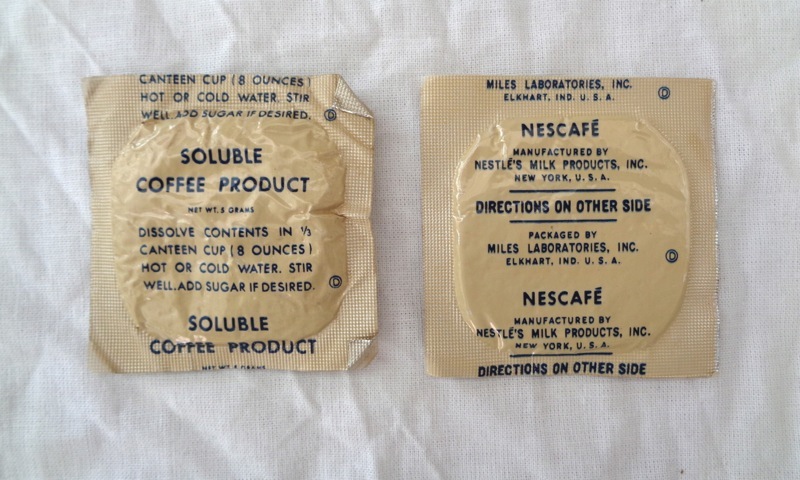 CANTEEN CUP (8 OUNCES)
HOT OR COLD WATER. STIR
WELL. ADD SUGAR IF DESIRED. D
SOLUBLE
COFFEE PRODUCT
NET WT. 5 GRAMS
DISSOLVE CONTENTS IN ⅓
CANTEEN CUP (8 OUNCES)
HOT OR COLD WATER. STIR
WELL. ADD SUGAR IF DESIRED. D
SOLUBLE
COFFEE PRODUCT
MILES LABORATORIES, INC.
ELKHART, IND. U. S. A. D
NESCAFÉ
MANUFACTURED BY
NESTLÉ'S MILK PRODUCTS, INC.
NEW YORK, U. S. A.
DIRECTIONS ON OTHER SIDE
PACKAGED BY
MILES LABORATORIES, INC.
ELKHART, IND. U. S. A. D
NESCAFÉ
MANUFACTURED BY
NESTLÉ'S MILK PRODUCTS, INC.
NEW YORK, U. S. A.
DIRECTIONS ON OTHER SIDE